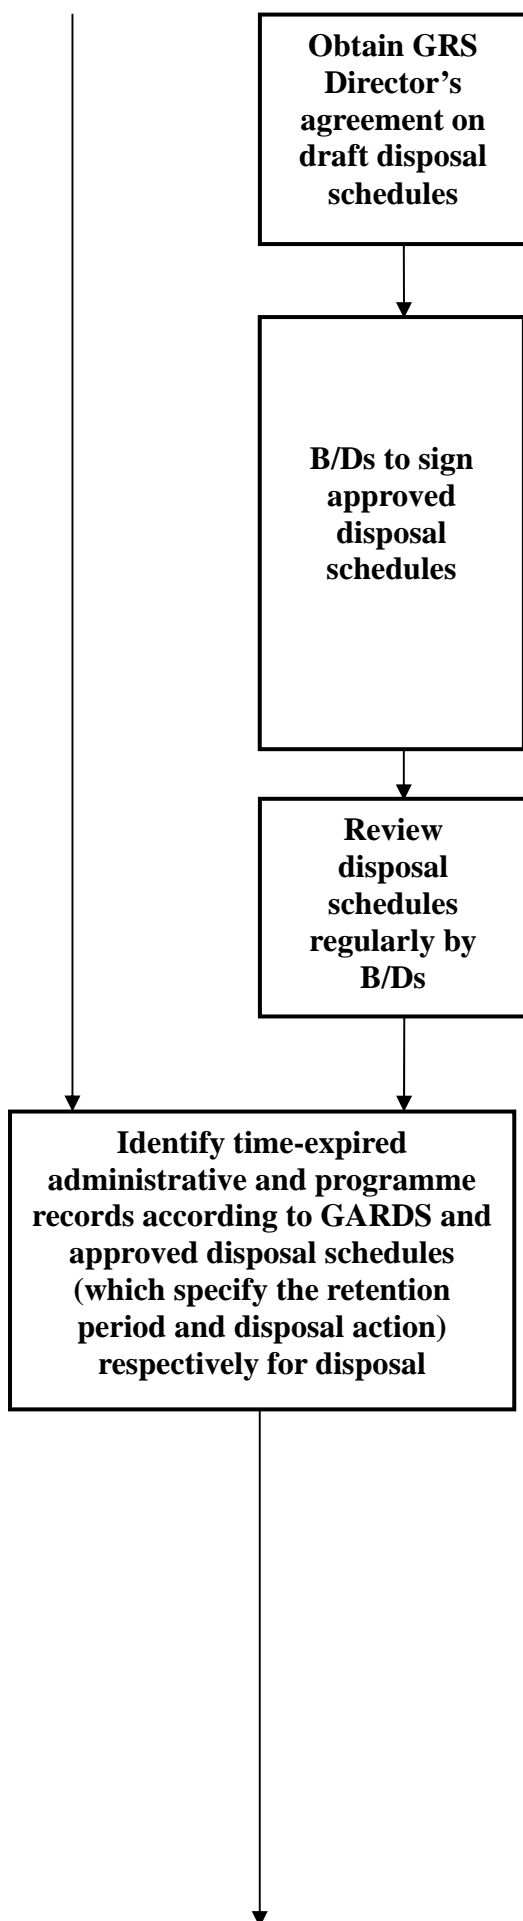 Obtain GRS
Director’s
agreement on
draft disposal
schedules
B/Ds to sign
approved
disposal
schedules
Review
disposal
schedules
regularly by
B/Ds
Identify time-expired
administrative and programme
records according to GARDS and
approved disposal schedules
(which specify the retention
period and disposal action)
respectively for disposal